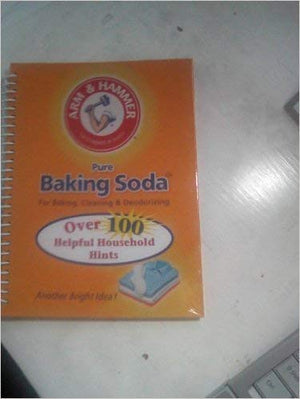 ARM & HAMMER
Pure
Baking Soda
For Baking, Cleaning & Deodorizing
Over 100
Helpful Household
Hints
Another Bright Idea!